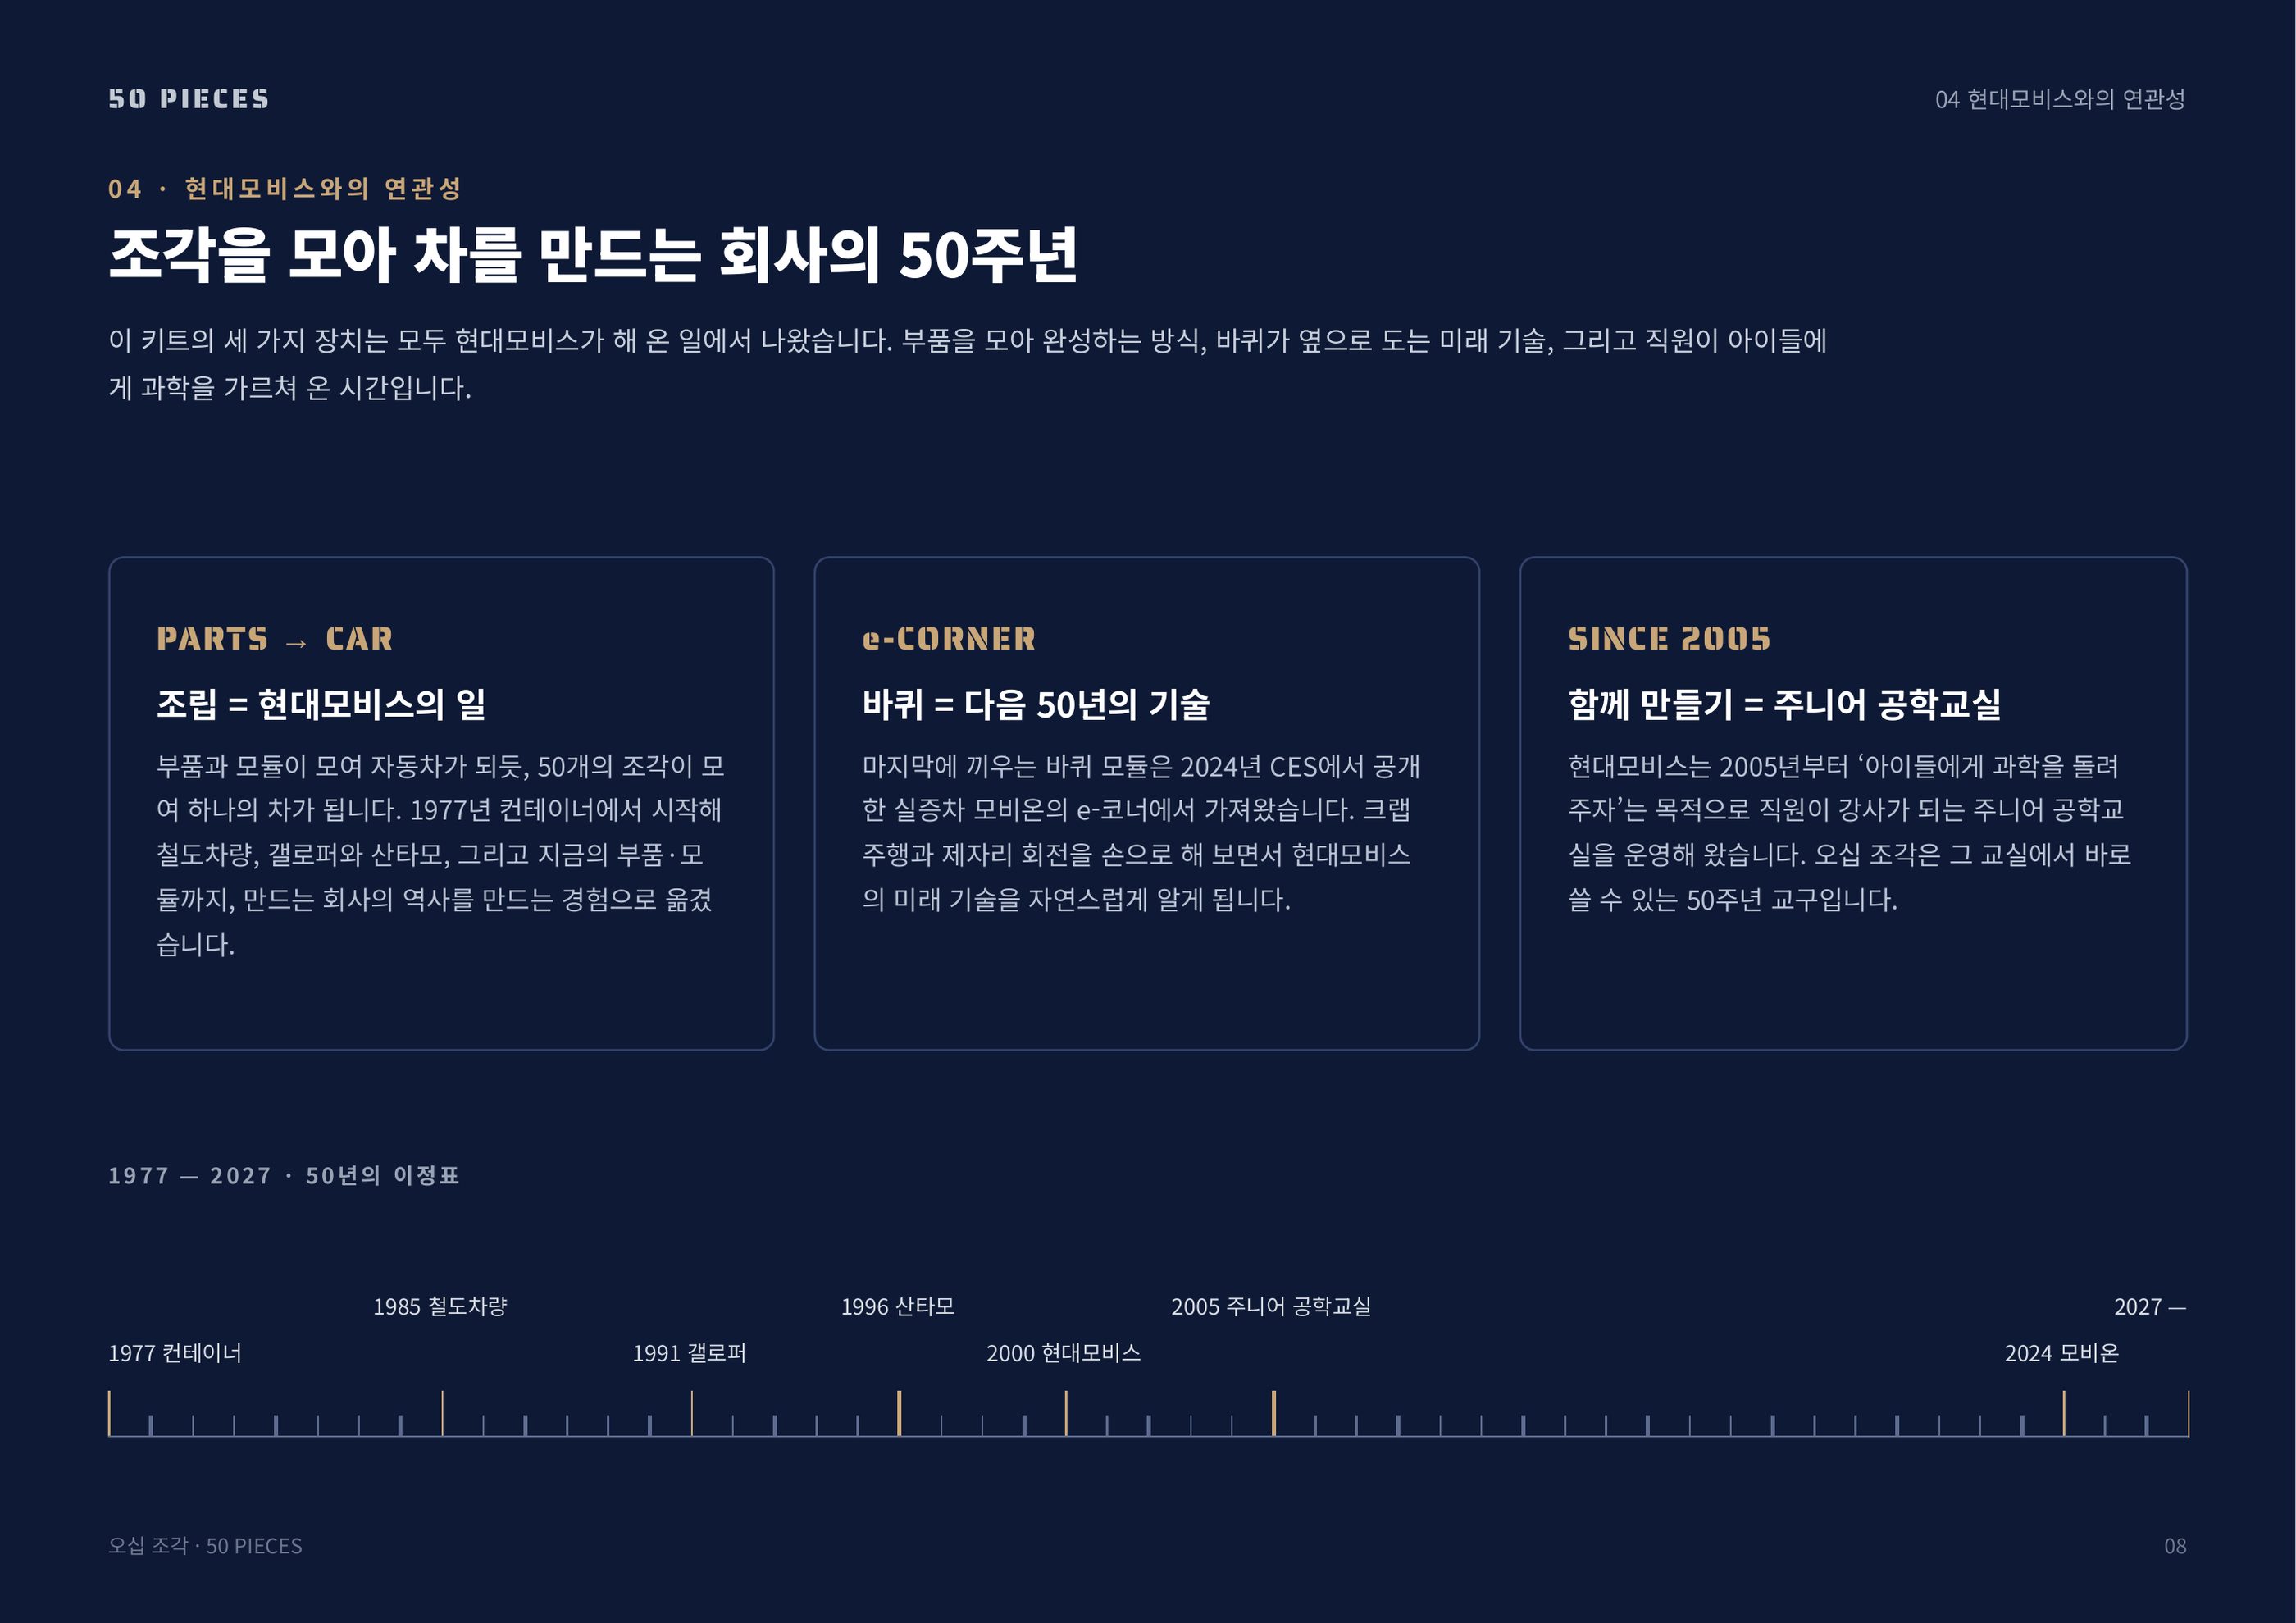 50 PIECES
04 현대모비스와의 연관성
04 · 현대모비스와의 연관성
조각을 모아 차를 만드는 회사의 50주년
이 키트의 세 가지 장치는 모두 현대모비스가 해 온 일에서 나왔습니다. 부품을 모아 완성하는 방식, 바퀴가 옆으로 도는 미래 기술, 그리고 직원이 아이들에
게 과학을 가르쳐 온 시간입니다.
PARTS → CAR
조립 = 현대모비스의 일
부품과 모듈이 모여 자동차가 되듯, 50개의 조각이 모
여 하나의 차가 됩니다. 1977년 컨테이너에서 시작해
철도차량, 갤로퍼와 산타모, 그리고 지금의 부품·모
듈까지, 만드는 회사의 역사를 만드는 경험으로 옮겼
습니다.
e-CORNER
바퀴 = 다음 50년의 기술
마지막에 끼우는 바퀴 모듈은 2024년 CES에서 공개
한 실증차 모비온의 e-코너에서 가져왔습니다. 크랩
주행과 제자리 회전을 손으로 해 보면서 현대모비스
의 미래 기술을 자연스럽게 알게 됩니다.
SINCE 2005
함께 만들기 = 주니어 공학교실
현대모비스는 2005년부터 ‘아이들에게 과학을 돌려
주자’는 목적으로 직원이 강사가 되는 주니어 공학교
실을 운영해 왔습니다. 오십 조각은 그 교실에서 바로
쓸 수 있는 50주년 교구입니다.
1977 — 2027 · 50년의 이정표
1985 철도차량
1996 산타모
2005 주니어 공학교실
2027 —
1977 컨테이너
1991 갤로퍼
2000 현대모비스
2024 모비온
오십 조각 · 50 PIECES
08